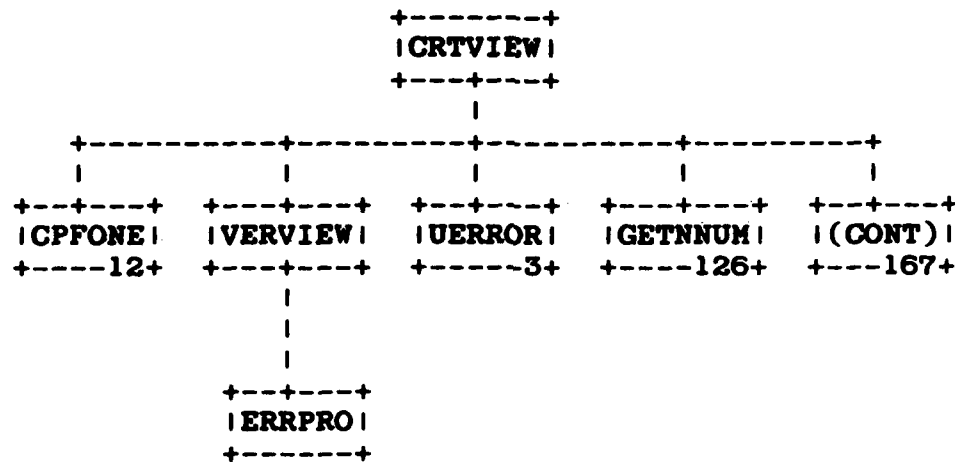 CRTVIEW
CPFONE VERVIEW UERROR GETNNUM (CONT)
12 3 126 167
ERRPRO